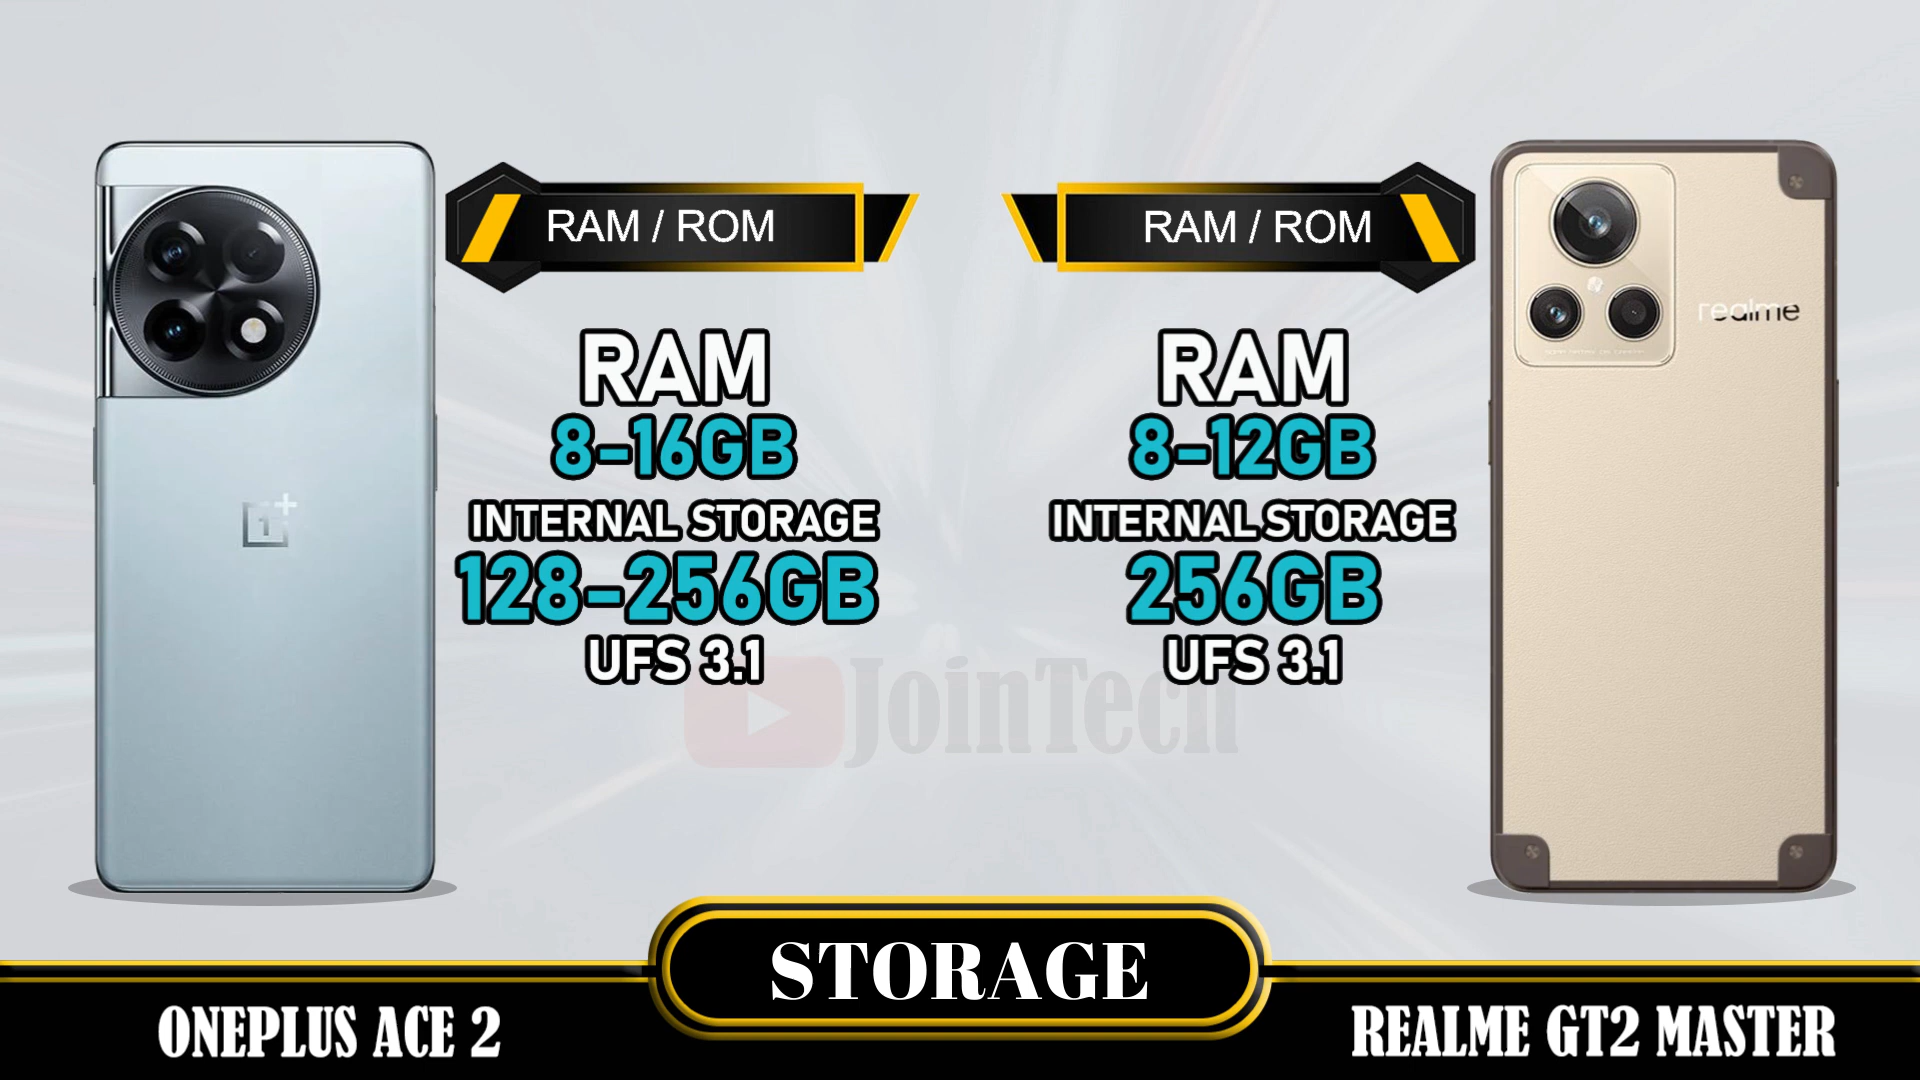 RAM / ROM
RAM
8-16GB
INTERNAL STORAGE
128-256GB
UFS 3.1
RAM / ROM
RAM
8-12GB
INTERNAL STORAGE
256GB
UFS 3.1
realme
JoinTech
STORAGE
ONEPLUS ACE 2
REALME GT2 MASTER